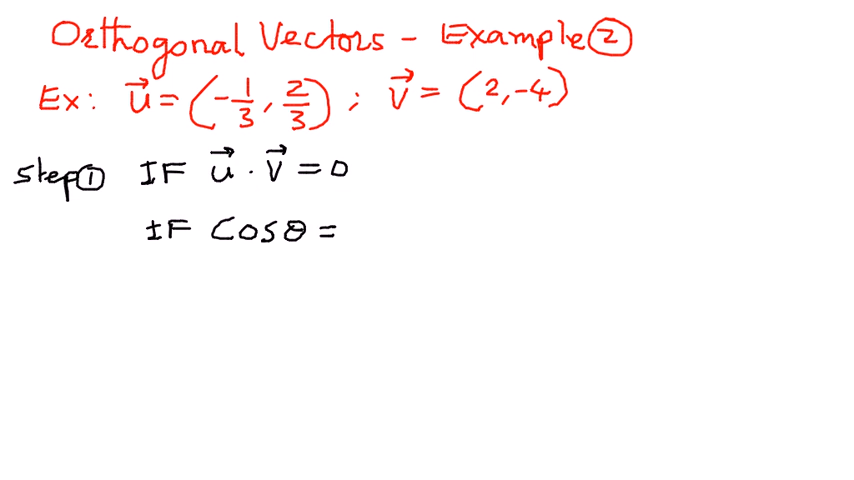 Orthogonal Vectors - Example ②
Ex: u⃗ = (-1/3, 2/3) ; v⃗ = (2, -4)
Step ① IF u⃗ · v⃗ = 0
IF Cosθ =